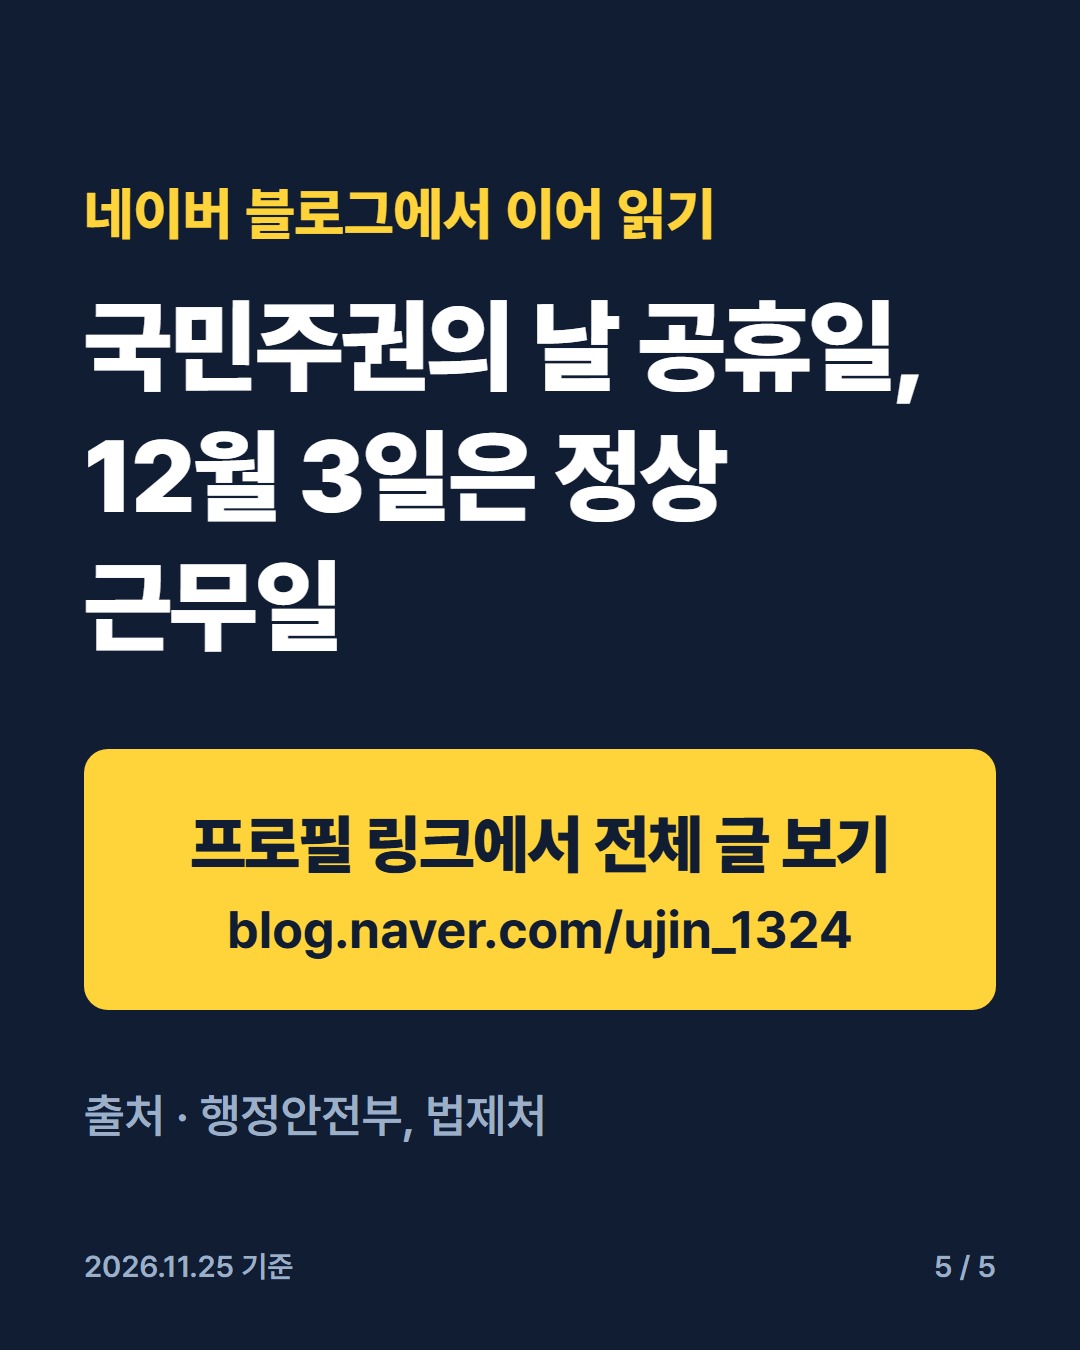 네이버 블로그에서 이어 읽기
국민주권의 날 공휴일,
12월 3일은 정상
근무일
프로필 링크에서 전체 글 보기
blog.naver.com/ujin_1324
출처 · 행정안전부, 법제처
2026.11.25 기준
5 / 5